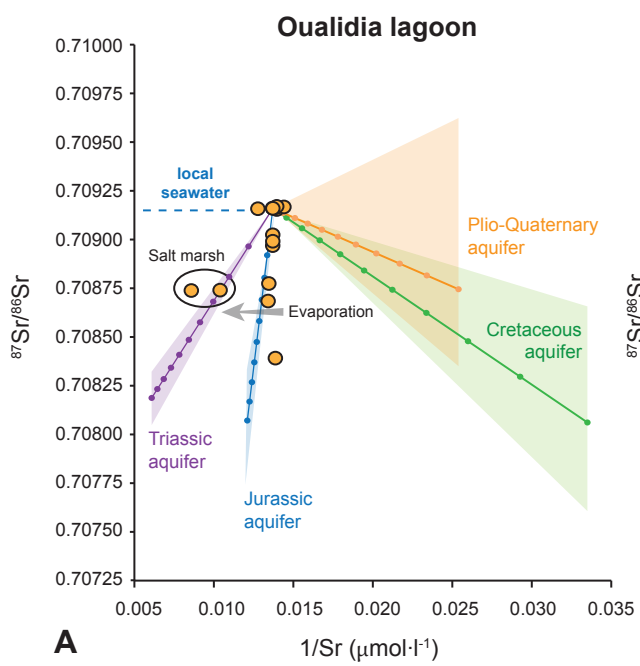 Oualidia lagoon
0.71000
0.70975
0.70950
0.70925
0.70900
0.70875
0.70850
0.70825
0.70800
0.70775
0.70750
0.70725
⁸⁷Sr/⁸⁶Sr
local
seawater
Salt marsh
Evaporation
Plio-Quaternary
aquifer
Cretaceous
aquifer
Triassic
aquifer
Jurassic
aquifer
⁸⁷Sr/⁸⁶Sr
0.005
0.010
0.015
0.020
0.025
0.030
0.035
A
1/Sr (μmol·l⁻¹)